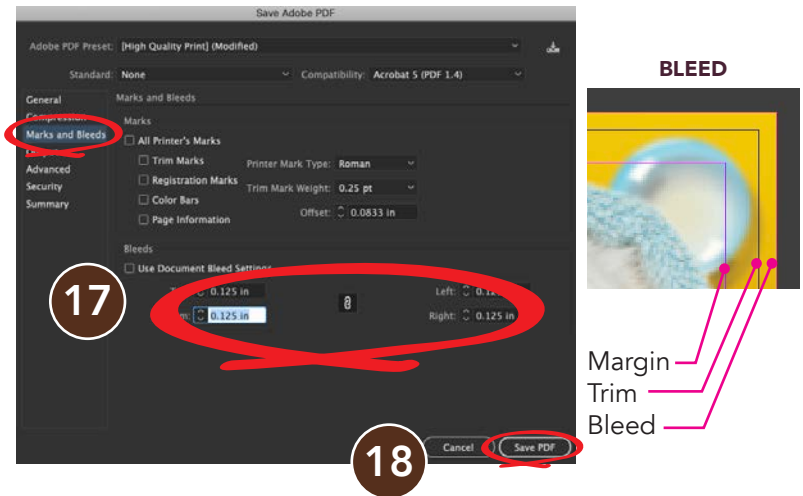 Save Adobe PDF
Adobe PDF Preset: [High Quality Print] (Modified)
Standard: None Compatibility: Acrobat 5 (PDF 1.4)
General
Compression
Marks and Bleeds
Advanced
Security
Summary
Marks and Bleeds
Marks
All Printer's Marks
Trim Marks
Registration Marks
Color Bars
Page Information
Printer Mark Type: Roman
Trim Mark Weight: 0.25 pt
Offset: 0.0833 in
Bleeds
Use Document Bleed Settings
0.125 in
0.125 in
Left:
Right: 0.125 in
17
18
Cancel
Save PDF
BLEED
Margin
Trim
Bleed